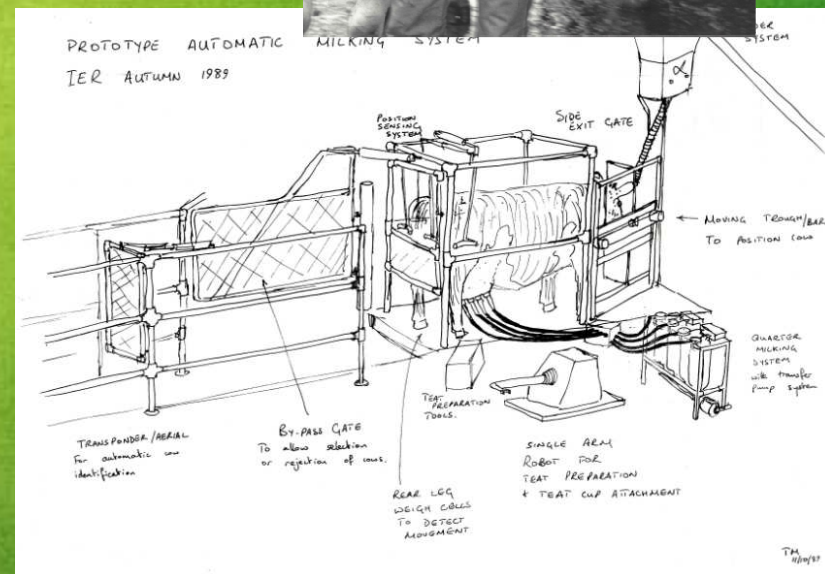 PROTOTYPE AUTOMATIC MILKING SYSTEM
IER AUTUMN 1989
SYSTEM
POSITION
SENSING
SYSTEM
SIDE
EXIT GATE
MOVING TROUGH/BAR
TO POSITION COW
QUARTER
MILKING
SYSTEM
with transfer
pump system
TEAT
PREPARATION
TOOLS.
TRANSPONDER/AERIAL
For automatic cow
identification
BY-PASS GATE
To allow selection
or rejection of cows.
SINGLE ARM
ROBOT FOR
TEAT PREPARATION
+ TEAT CUP ATTACHMENT
REAR LEG
WEIGH CELLS
TO DETECT
MOVEMENT
TM
11/10/89